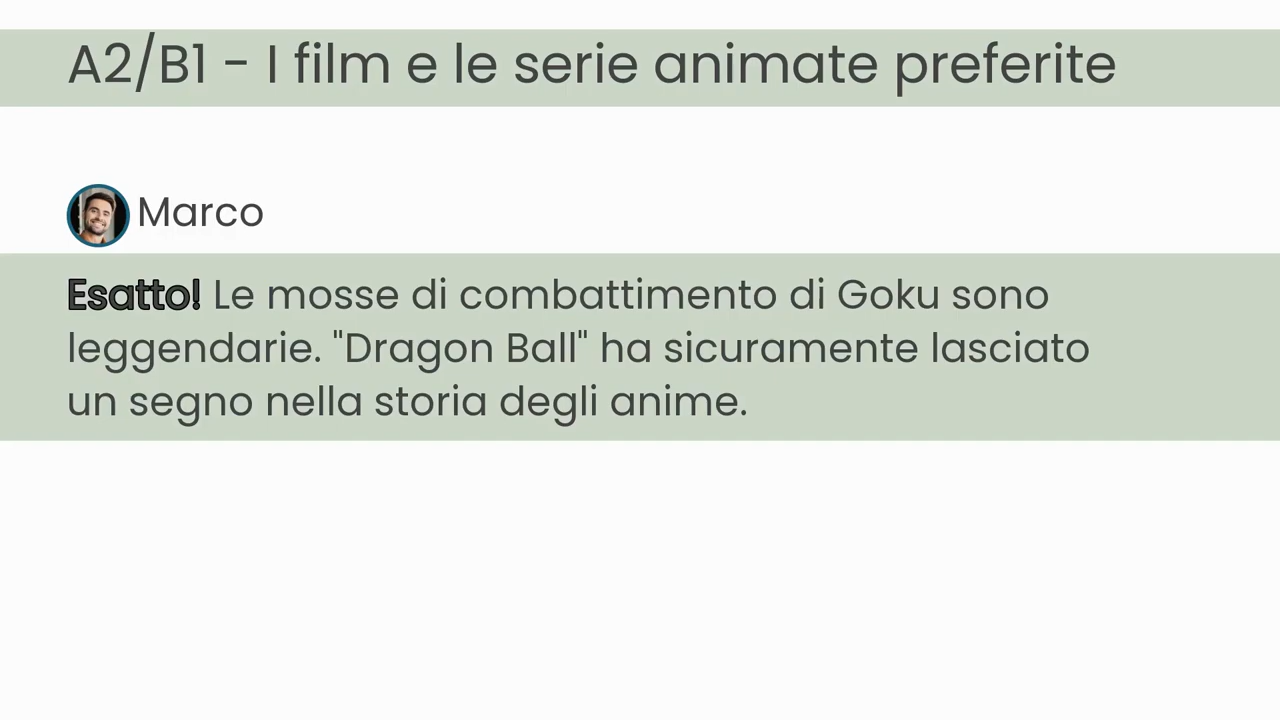 A2/B1 - I film e le serie animate preferite
Marco
Esatto! Le mosse di combattimento di Goku sono
leggendarie. "Dragon Ball" ha sicuramente lasciato
un segno nella storia degli anime.